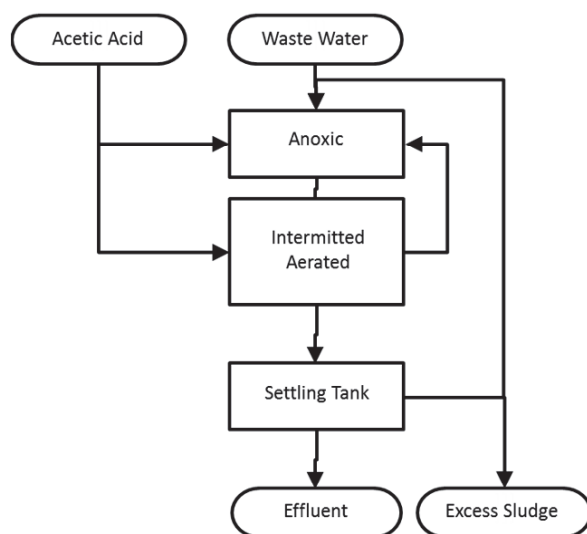 Acetic Acid
Waste Water
Anoxic
Intermitted
Aerated
Settling Tank
Effluent
Excess Sludge